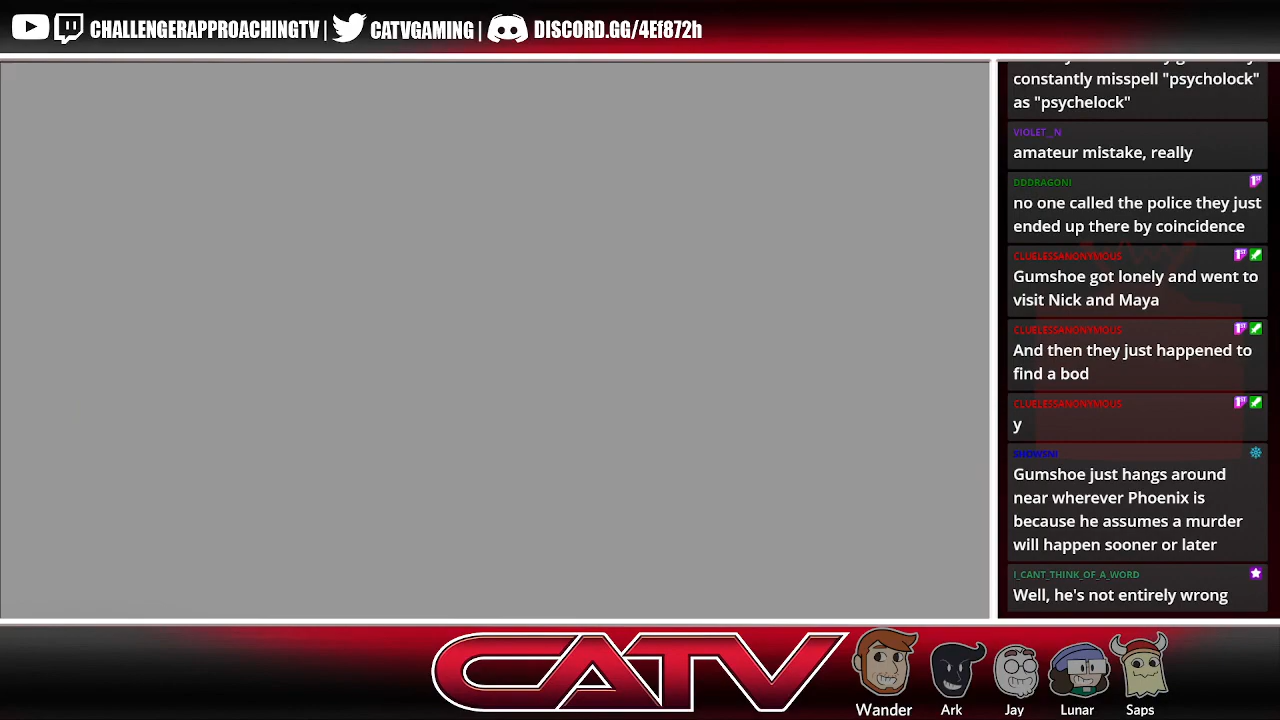 CHALLENGERAPPROACHINGTV | CATVGAMING | DISCORD.GG/4Ef872h
constantly misspell "psycholock"
as "psychelock"
VIOLET__N
amateur mistake, really
DDDRAGONI
no one called the police they just
ended up there by coincidence
CLUELESSANONYMOUS
Gumshoe got lonely and went to
visit Nick and Maya
CLUELESSANONYMOUS
And then they just happened to
find a bod
CLUELESSANONYMOUS
y
SHOWSNI
Gumshoe just hangs around
near wherever Phoenix is
because he assumes a murder
will happen sooner or later
I_CANT_THINK_OF_A_WORD
Well, he's not entirely wrong
CATV
Wander Ark Jay Lunar Saps